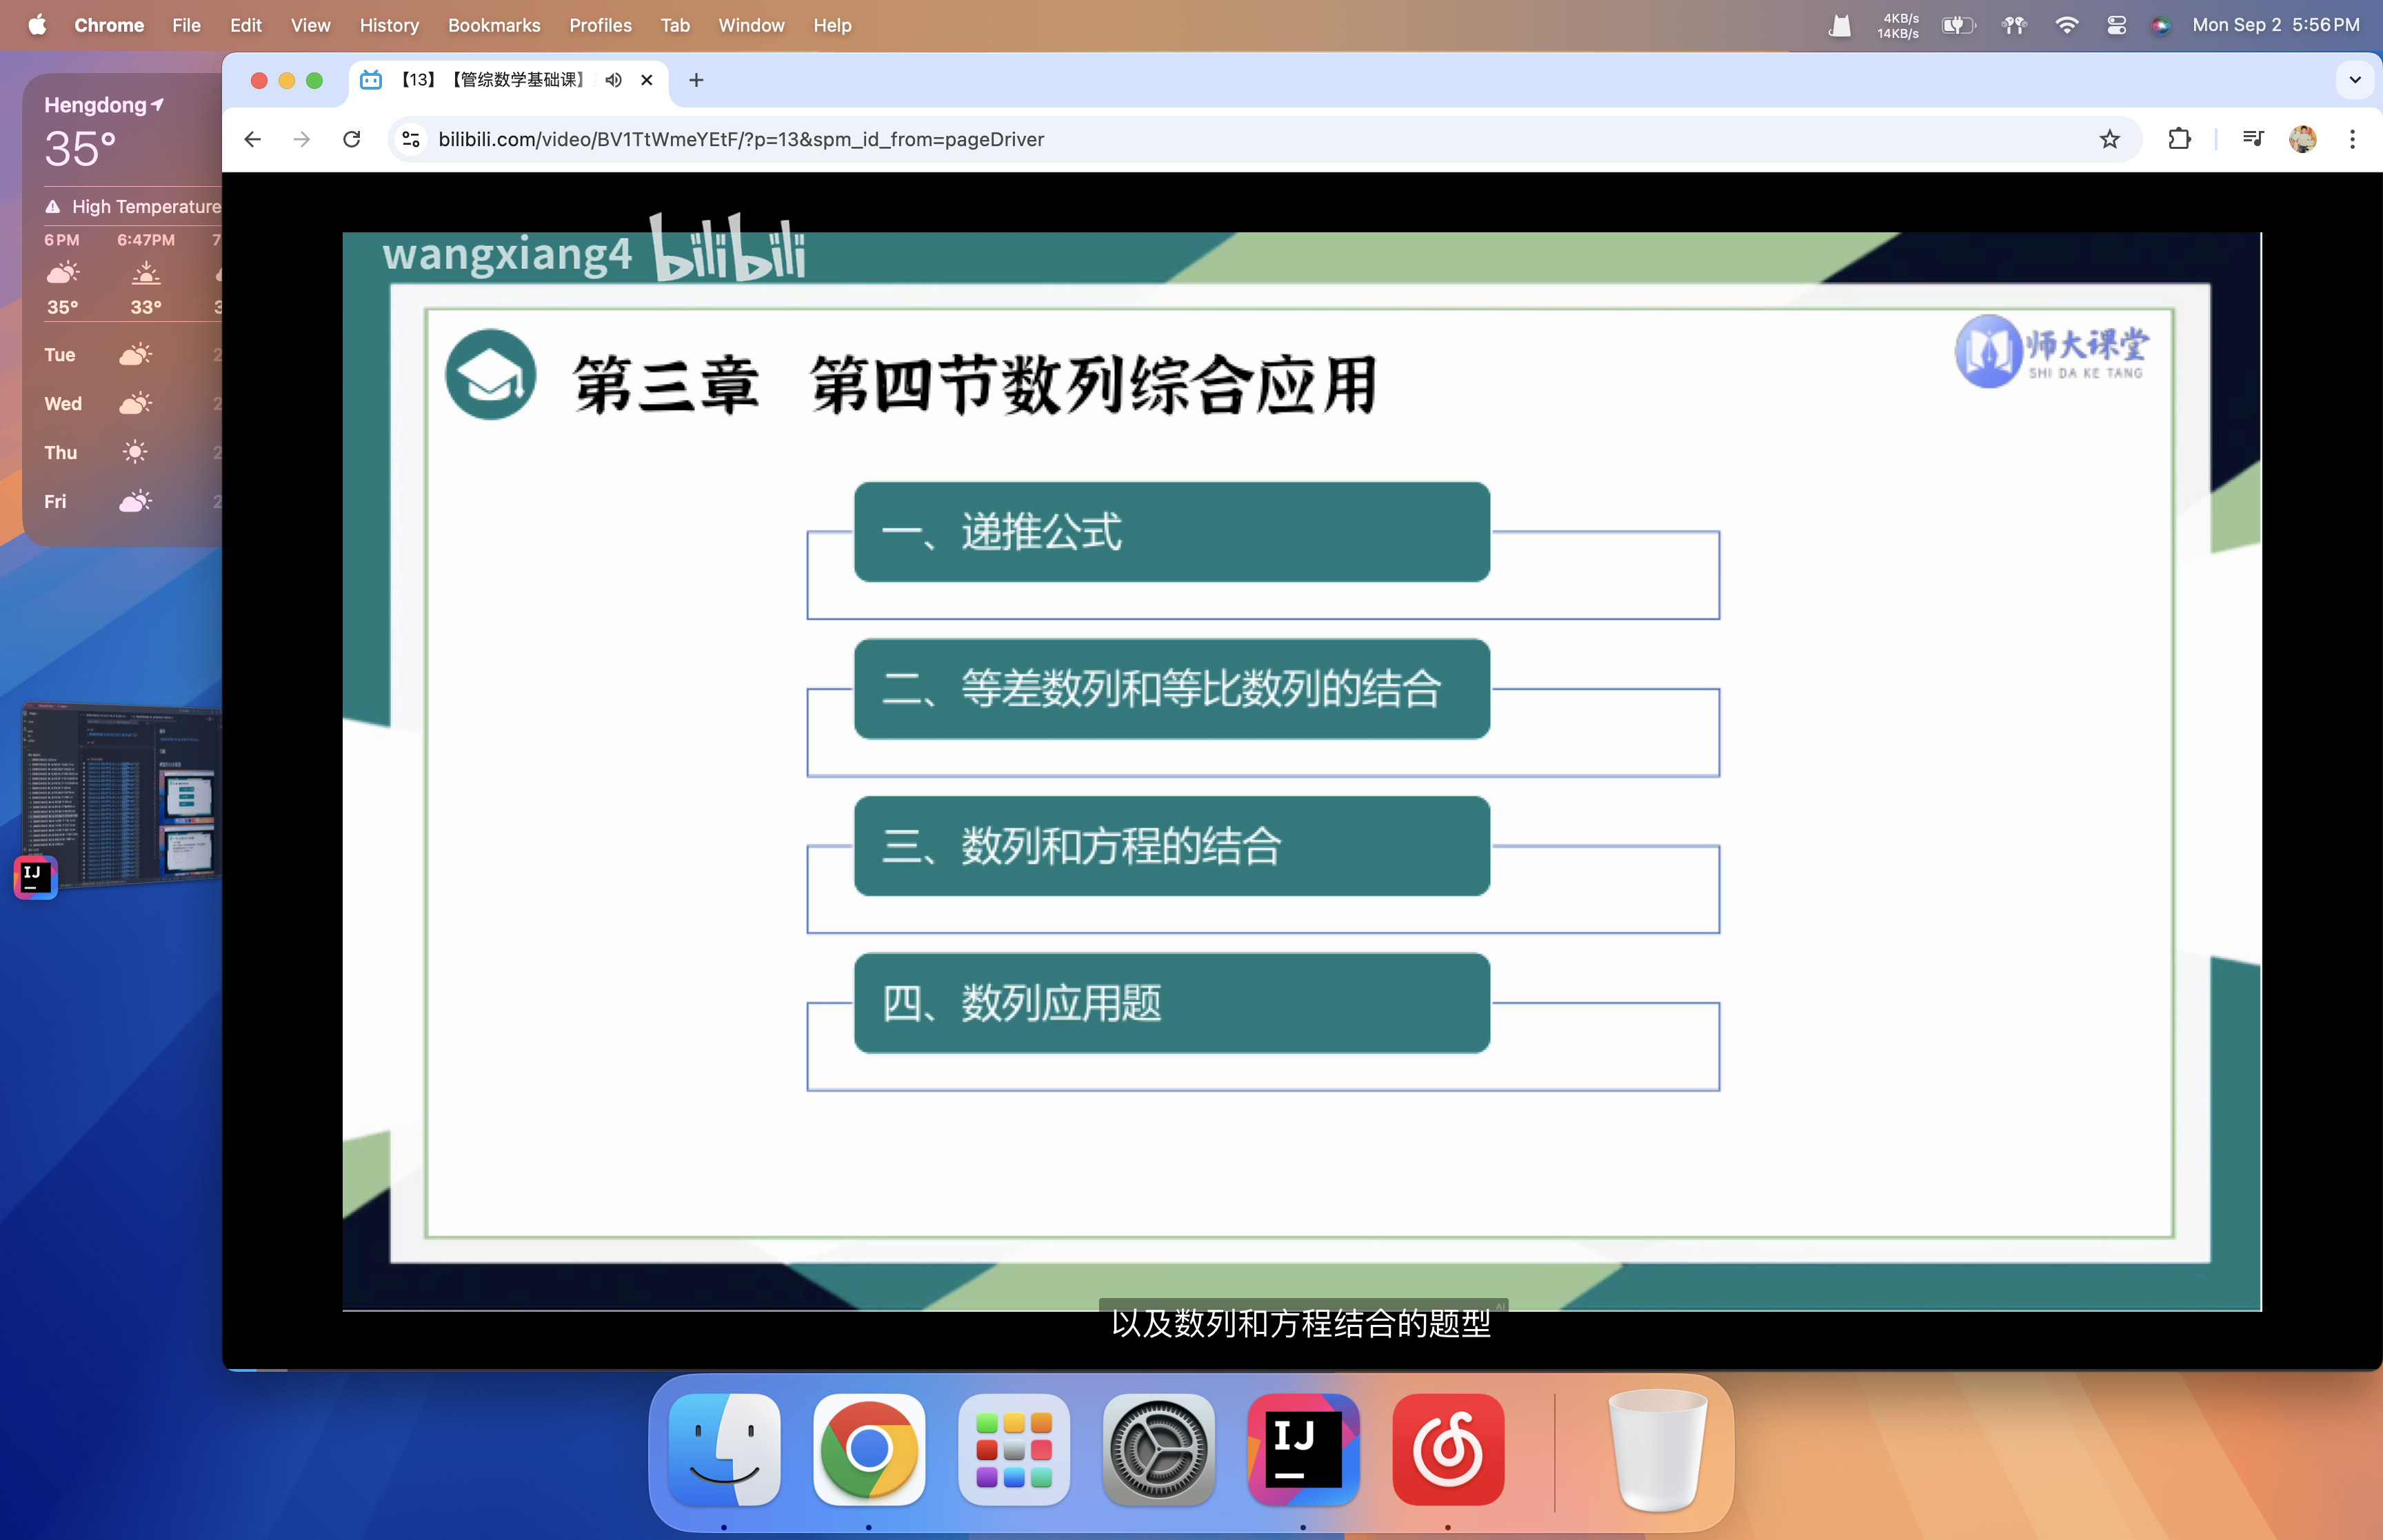 Chrome File Edit View History Bookmarks Profiles Tab Window Help
4KB/s
14KB/s
Mon Sep 2 5:56 PM
【13】【管综数学基础课】
bilibili.com/video/BV1TtWmeYEtF/?p=13&spm_id_from=pageDriver
Hengdong
35°
High Temperature
6 PM 6:47PM 7
35° 33° 3
Tue 2
Wed 2
Thu 2
Fri 2
wangxiang4 bilibili
第三章 第四节数列综合应用
师大课堂
SHI DA KE TANG
一、递推公式
二、等差数列和等比数列的结合
三、数列和方程的结合
四、数列应用题
AI
以及数列和方程结合的题型
IJ
IJ